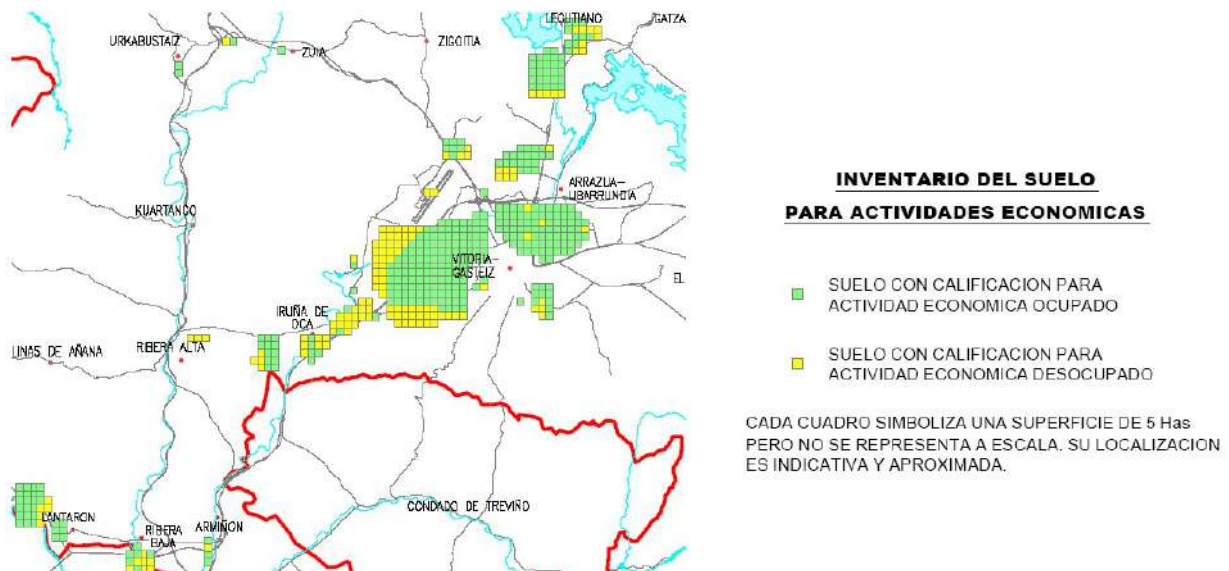 LEGUTIANO
GATZA
URKABUSTAIZ
ZUIA
ZIGOITIA
ARRAZUA-
UBARRUNDIA
KUARTANGO
VITORIA-
GASTEIZ
EL
IRUÑA DE
OCA
LINAS DE AÑANA
RIBERA ALTA
CONDADO DE TREVIÑO
LANTARON
RIBERA
BAJA
ARMIÑON
INVENTARIO DEL SUELO
PARA ACTIVIDADES ECONOMICAS
SUELO CON CALIFICACION PARA
ACTIVIDAD ECONOMICA OCUPADO
SUELO CON CALIFICACION PARA
ACTIVIDAD ECONOMICA DESOCUPADO
CADA CUADRO SIMBOLIZA UNA SUPERFICIE DE 5 Has
PERO NO SE REPRESENTA A ESCALA. SU LOCALIZACION
ES INDICATIVA Y APROXIMADA.